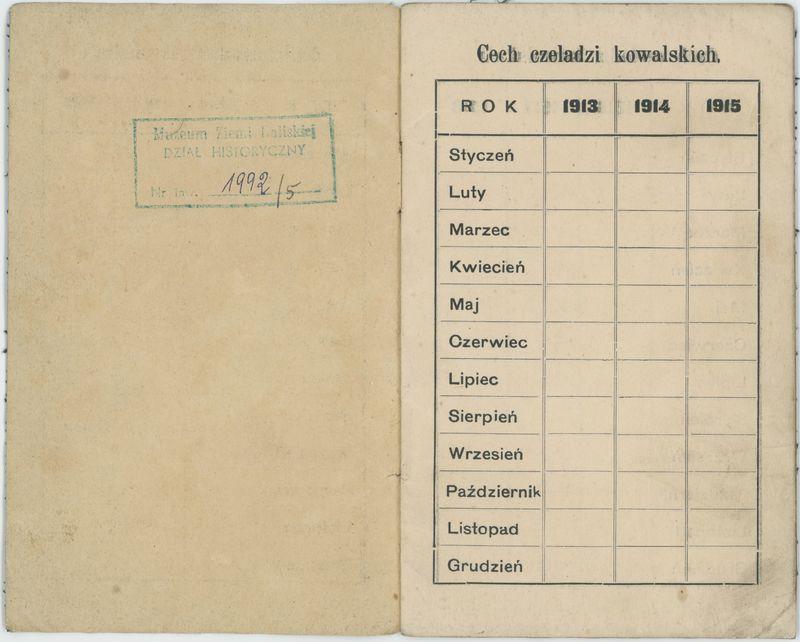 Muzeum Ziemi Kaliskiej
DZIAŁ HISTORYCZNY
Nr inw. 1992/5
Cech czeladzi kowalskich.
ROK 1913 1914 1915
Styczeń
Luty
Marzec
Kwiecień
Maj
Czerwiec
Lipiec
Sierpień
Wrzesień
Październik
Listopad
Grudzień